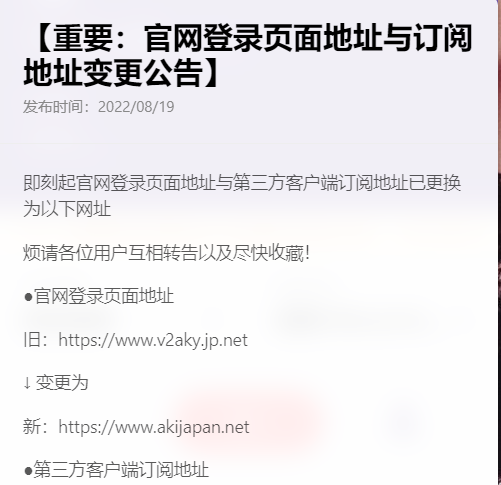 【重要：官网登录页面地址与订阅
地址变更公告】
发布时间：2022/08/19
即刻起官网登录页面地址与第三方客户端订阅地址已更换
为以下网址
烦请各位用户互相转告以及尽快收藏！
●官网登录页面地址
旧：https://www.v2aky.jp.net
↓ 变更为
新：https://www.akijapan.net
●第三方客户端订阅地址